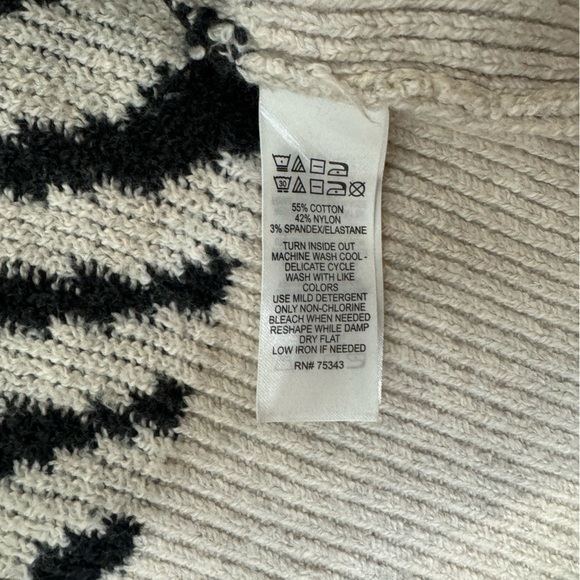 30
55% COTTON
42% NYLON
3% SPANDEX/ELASTANE
TURN INSIDE OUT
MACHINE WASH COOL -
DELICATE CYCLE
WASH WITH LIKE
COLORS
USE MILD DETERGENT
ONLY NON-CHLORINE
BLEACH WHEN NEEDED
RESHAPE WHILE DAMP
DRY FLAT
LOW IRON IF NEEDED
RN# 75343